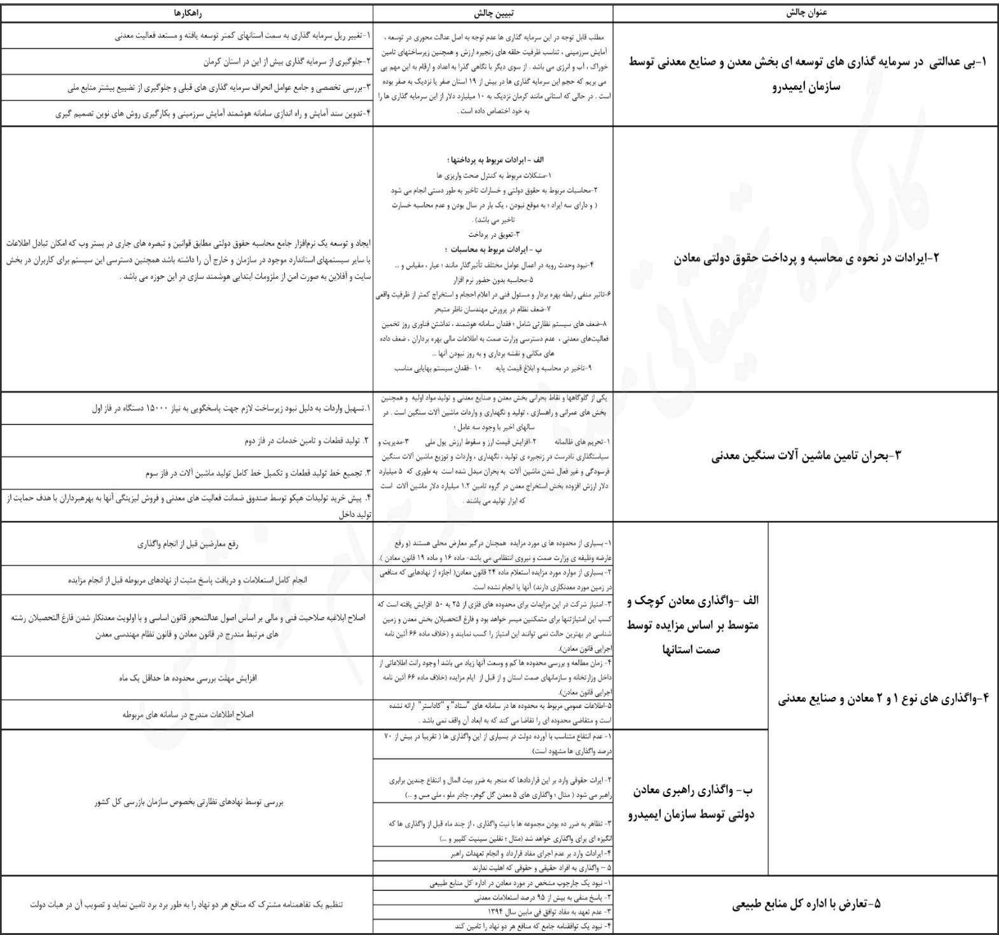 عنوان چالش
تبیین چالش
راهکارها
۱-بی عدالتی در سرمایه گذاری های توسعه ای بخش معدن و صنایع معدنی توسط
سازمان ایمیدرو
مطلب قابل توجه در این سرمایه گذاری ها عدم توجه به اصل عدالت محوری در توسعه ،
آمایش سرزمینی ، تناسب ظرفیت حلقه های زنجیره ارزش و همچنین زیرساختهای تامین
خوراک ، آب و انرژی می باشد . از سوی دیگر با نگاهی گذرا به اعداد و ارقام به این مهم پی
می بریم که حجم این سرمایه گذاری ها در بیش از ۱۹ استان صفر یا نزدیک به صفر بوده
است . در حالی که استانی مانند کرمان نزدیک به ۱۰ میلیارد دلار از این سرمایه گذاری ها را
به خود اختصاص داده است .
۱-تغییر ریل سرمایه گذاری به سمت استانهای کمتر توسعه یافته و مستعد فعالیت معدنی
۲-جلوگیری از سرمایه گذاری بیش از این در استان کرمان
۳-بررسی تخصصی و جامع عوامل انحراف سرمایه گذاری های قبلی و جلوگیری از تضییع بیشتر منابع ملی
۴-تدوین سند آمایش و راه اندازی سامانه هوشمند آمایش سرزمینی و بکارگیری روش های نوین تصمیم گیری
۲-ایرادات در نحوه ی محاسبه و پرداخت حقوق دولتی معادن
الف - ایرادات مربوط به پرداختها ؛
۱-مشکلات مربوط به کنترل صحت واریزی ها
۲-محاسبات مربوط به حقوق دولتی و خسارات تاخیر به طور دستی انجام می شود
( و دارای سه ایراد ؛ به موقع نبودن ، یک بار در سال بودن و عدم محاسبه خسارت
تاخیر می باشد) .
۳-تعویق در پرداخت
ب - ایرادات مربوط به محاسبات ؛
۴-نبود وحدت رویه در اعمال عوامل مختلف تأثیرگذار مانند ؛ عیار ، مقیاس و ...
۵-محاسبه بدون حضور نرم افزار
۶-تاثیر منفی رابطه بهره بردار و مسئول فنی در اعلام احجام و استخراج کمتر از ظرفیت واقعی
۷-ضعف نظام در پرورش مهندسان ناظر متبحر
۸-ضعف های سیستم نظارتی شامل ؛ فقدان سامانه هوشمند ، نداشتن فناوری روز تخمین
فعالیت‌های معدنی ، عدم دسترسی وزارت صمت به اطلاعات مالی بهره برداران ، ضعف داده
های مکانی و نقشه برداری و به روز نبودن آنها ...
۹-تاخیر در محاسبه و ابلاغ قیمت پایه ۱۰ -فقدان سیستم بهایابی مناسب
ایجاد و توسعه یک نرم‌افزار جامع محاسبه حقوق دولتی مطابق قوانین و تبصره های جاری در بستر وب که امکان تبادل اطلاعات
با سایر سیستمهای استاندارد موجود در سازمان و خارج آن را داشته باشد همچنین دسترسی این سیستم برای کاربران در بخش
سایت و آفلاین به صورت امن از ملزومات ابتدایی هوشمند سازی در این حوزه می باشد .
۳-بحران تامین ماشین آلات سنگین معدنی
یکی از گلوگاهها و نقاط بحرانی بخش معدن و صنایع معدنی و تولید مواد اولیه و همچنین
بخش های عمرانی و راهسازی ، تولید و نگهداری و واردات ماشین آلات سنگین است . در
سالهای اخیر با وجود سه عامل ؛
۱-تحریم های ظالمانه ۲-افزایش قیمت ارز و سقوط ارزش پول ملی ۳-مدیریت و
سیاستگذاری نادرست در زنجیره ی تولید ، نگهداری ، واردات و توزیع ماشین آلات سنگین
فرسودگی و غیر فعال شدن ماشین آلات به بحران مبدل شده است به طوری که ۵ میلیارد
دلار ارزش افزوده بخش استخراج معدن در گروه تامین ۱.۲ میلیارد دلار ماشین آلات است
که ابزار تولید می باشند .
۱.تسهیل واردات به دلیل نبود زیرساخت لازم جهت پاسخگویی به نیاز ۱۵۰۰۰ دستگاه در فاز اول
۲. تولید قطعات و تامین خدمات در فاز دوم
۳. تجمیع خط تولید قطعات و تکمیل خط کامل تولید ماشین آلات در فاز سوم
۴. پیش خرید تولیدات هپکو توسط صندوق ضمانت فعالیت های معدنی و فروش لیزینگی آنها به بهرهبرداران با هدف حمایت از
تولید داخل
۴-واگذاری های نوع ۱ و ۲ معادن و صنایع معدنی
الف -واگذاری معادن کوچک و
متوسط بر اساس مزایده توسط
صمت استانها
۱- بسیاری از محدوده ها ی مورد مزایده همچنان درگیر معارض محلی هستند (و رفع
عارضه وظیفه ی وزارت صمت و نیروی انتظامی می باشد- ماده ۱۶ و ماده ۱۹ قانون معادن ).
رفع معارضین قبل از انجام واگذاری
۲- بسیاری از موارد مورد مزایده استعلام ماده ۲۴ قانون معادن( اجازه از نهادهایی که منافعی
در زمین مورد معدنکاری دارند) آنها یا انجام نشده است.
انجام کامل استعلامات و دریافت پاسخ مثبت از نهادهای مربوطه قبل از انجام مزایده
۳- امتیاز شرکت در این مزایدات برای محدوده های فلزی از ۲۵ به ۵۰ افزایش یافته است که
کسب این امتیازتنها برای متمکنین میسر خواهد بود و فارغ التحصیلان بخش معدن و زمین
شناسی در بهترین حالت نمی توانند این امتیاز را کسب نمایند و (خلاف ماده ۶۶ آئین نامه
اجرایی قانون معادن).
اصلاح ابلاغیه صلاحیت فنی و مالی بر اساس اصول عدالتمحور قانون اساسی و با اولویت معدنکار شدن فارغ التحصیلان رشته
های مرتبط مندرج در قانون معادن و قانون نظام مهندسی معدن
۴- زمان مطالعه و بررسی محدوده ها کم و وسعت آنها زیاد می باشد ا وجود رانت اطلاعاتی از
داخل وزارتخانه و سازمانهای صمت استان و از قبل از ایام مزایده (خلاف ماده ۶۶ آئین نامه
اجرایی قانون معادن).
افزایش مهلت بررسی محدوده ها حداقل یک ماه
۵-اطلاعات عمومی مربوط به محدوده ها در سامانه های "ستاد" و "کاداستر" ارائه نشده
است و متقاضی محدوده ای را تقاضا می کند که به ابعاد آن واقف نمی باشد .
اصلاح اطلاعات مندرج در سامانه های مربوطه
ب- واگذاری راهبری معادن
دولتی توسط سازمان ایمیدرو
۱- عدم انتفاع متناسب با آورده دولت در بسیاری از این واگذاری ها ( تقریبا در بیش از ۷۰
درصد واگذاری ها مشهود است)
۲- ایرات حقوقی وارد بر این قراردادها که منجر به ضرر بیت المال و انتفاع چندین برابری
راهبر می شود ( مثال ؛ واگذاری های ۵ معدن گل گوهر، چادر ملو ، ملی مس و ...)
۳- تظاهر به ضرر ده بودن مجموعه ها با نیت واگذاری ، از چند ماه قبل از واگذاری ها که
انگیزه ای برای واگذاری خواهد شد (مثال ؛ نفلین سینیت کلیبر و ...)
۴- ایرادات وارد بر عدم اجرای مفاد قرارداد و انجام تعهدات راهبر
۵ – واگذاری به افراد حقیقی و حقوقی که اهلیت ندارند
بررسی توسط نهادهای نظارتی بخصوص سازمان بازرسی کل کشور
۵-تعارض با اداره کل منابع طبیعی
۱- نبود یک چارچوب مشخص در مورد معادن در اداره کل منابع طبیعی
۲- پاسخ منفی به بیش از ۹۵ درصد استعلامات معدنی
۳- عدم تعهد به مفاد توافق فی مابین سال ۱۳۹۴
۴- نبود یک توافقنامه جامع که منافع هر دو نهاد را تامین کند
تنظیم یک تفاهمنامه مشترک که منافع هر دو نهاد را به طور برد برد تامین نماید و تصویب آن در هیات دولت